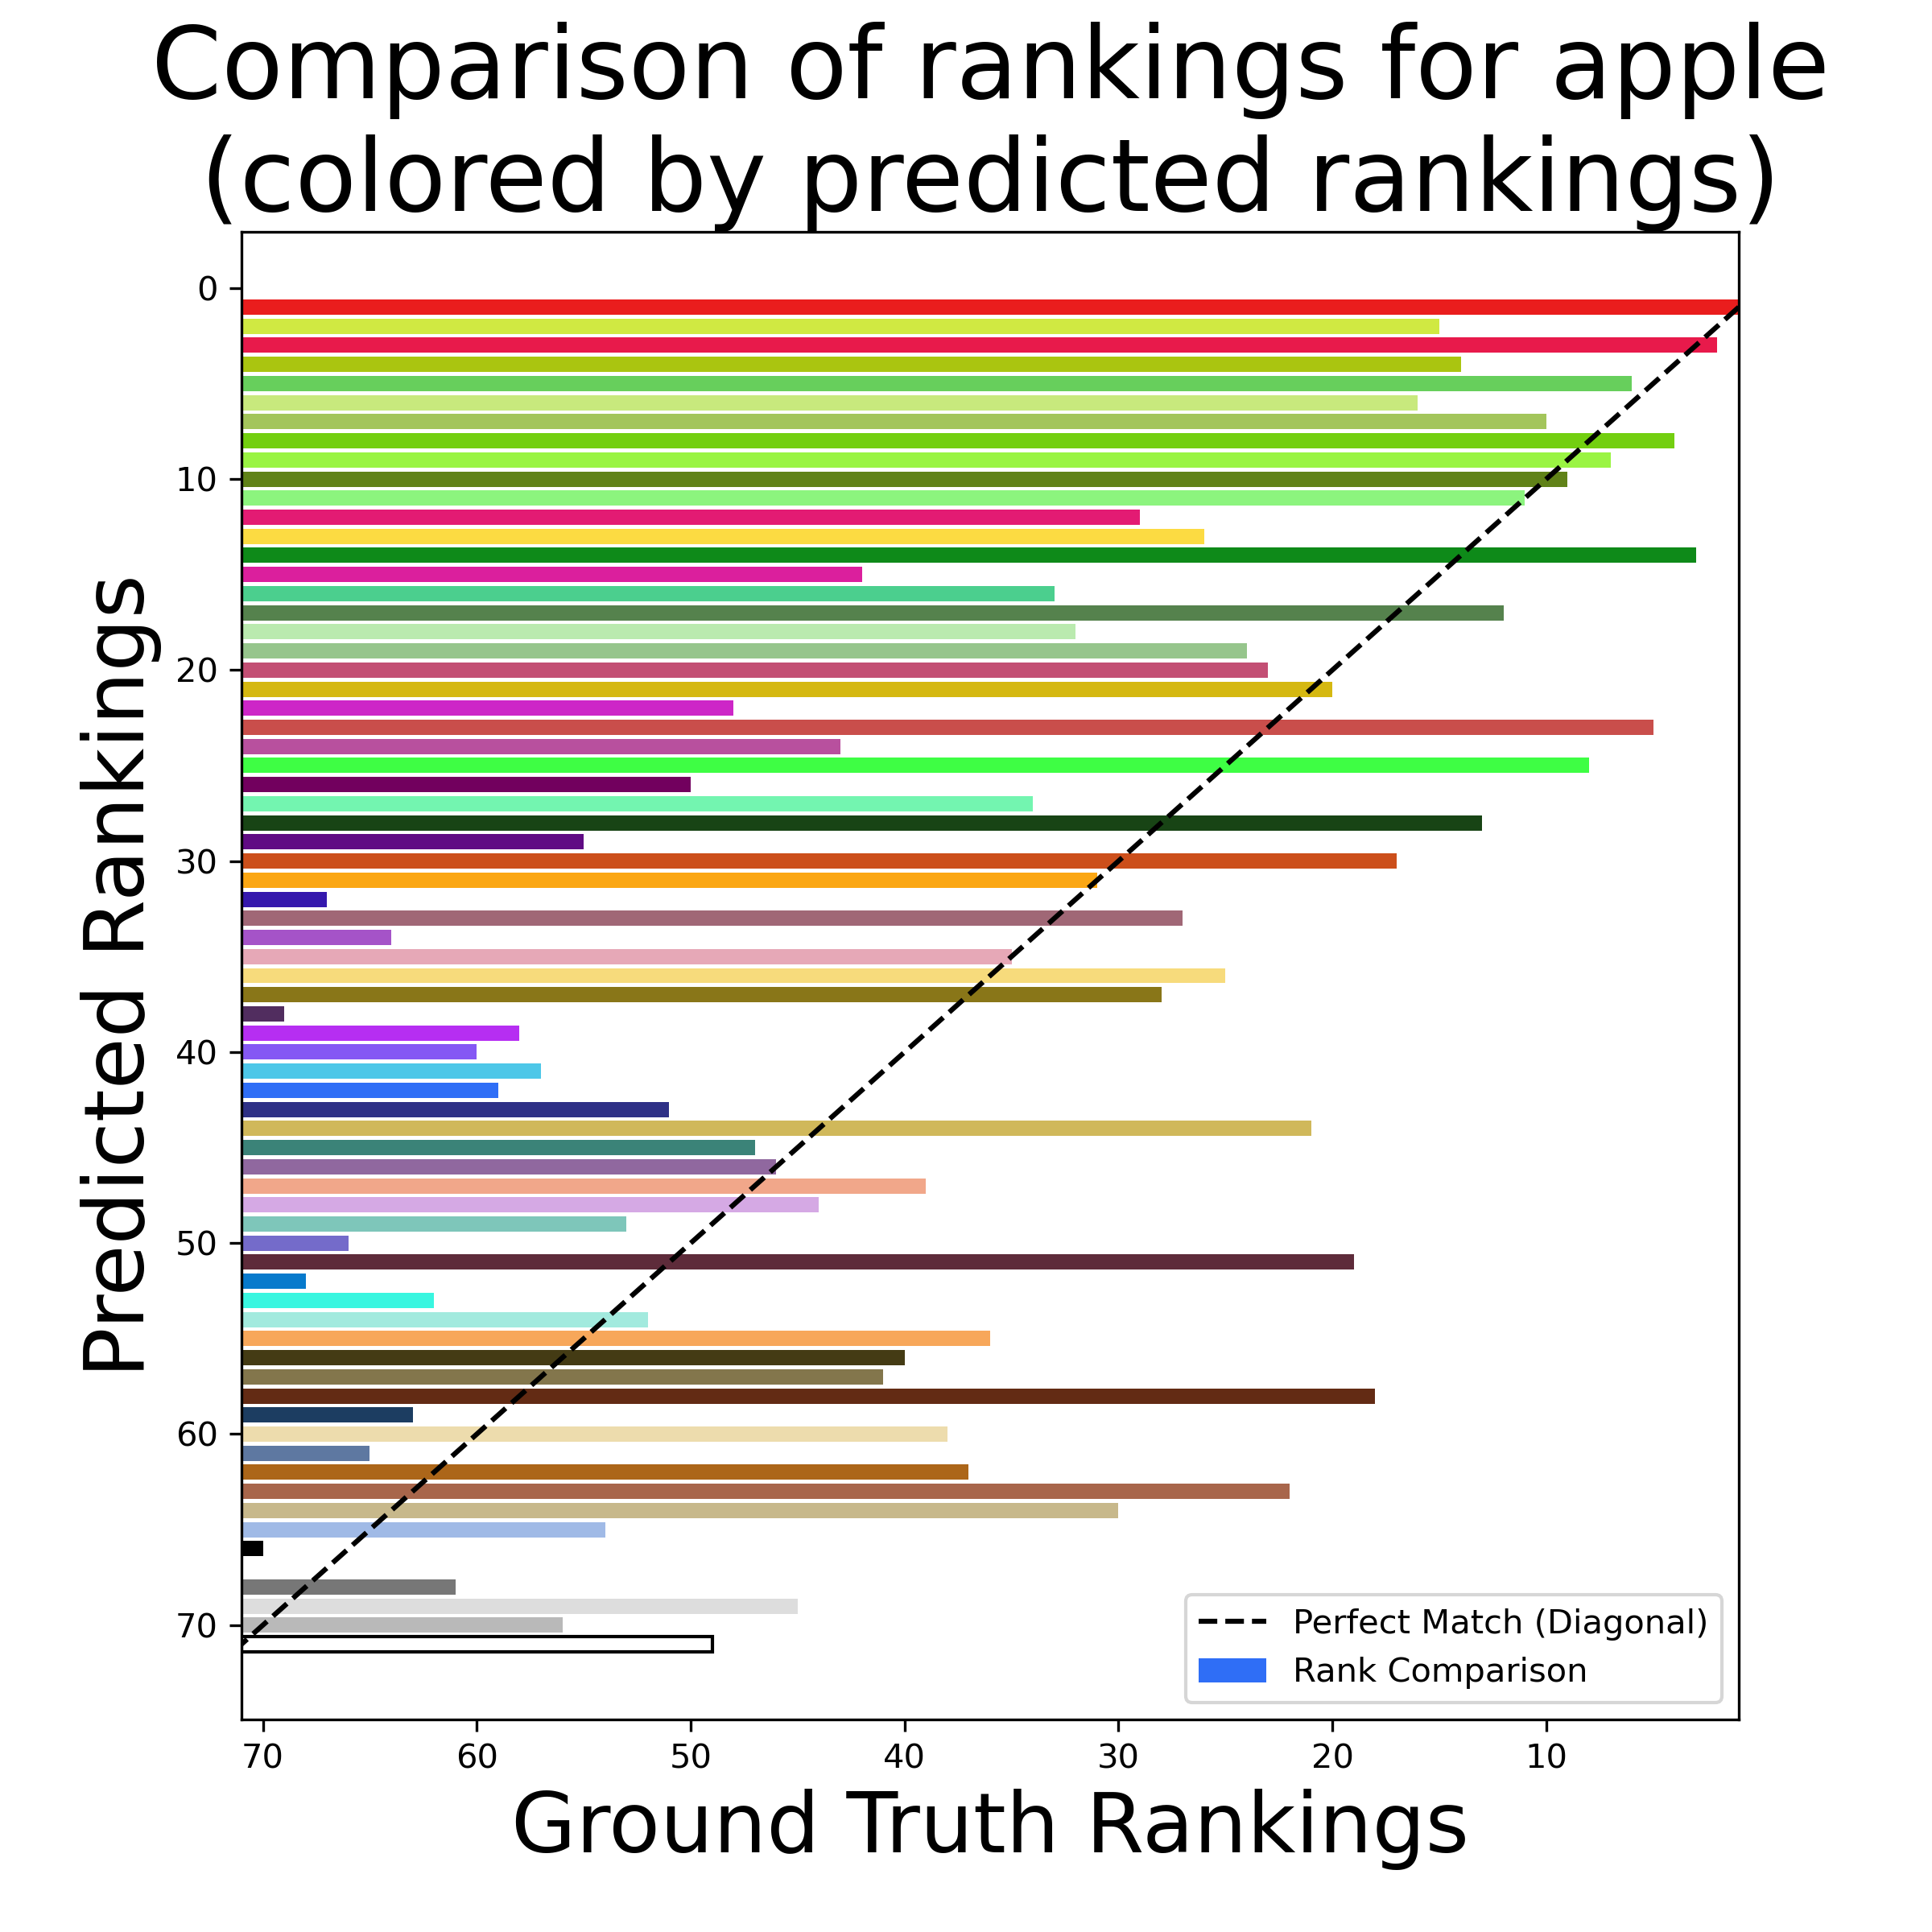 Comparison of rankings for apple
(colored by predicted rankings)
Predicted Rankings
0
10
20
30
40
50
60
70
Perfect Match (Diagonal)
Rank Comparison
70 60 50 40 30 20 10
Ground Truth Rankings